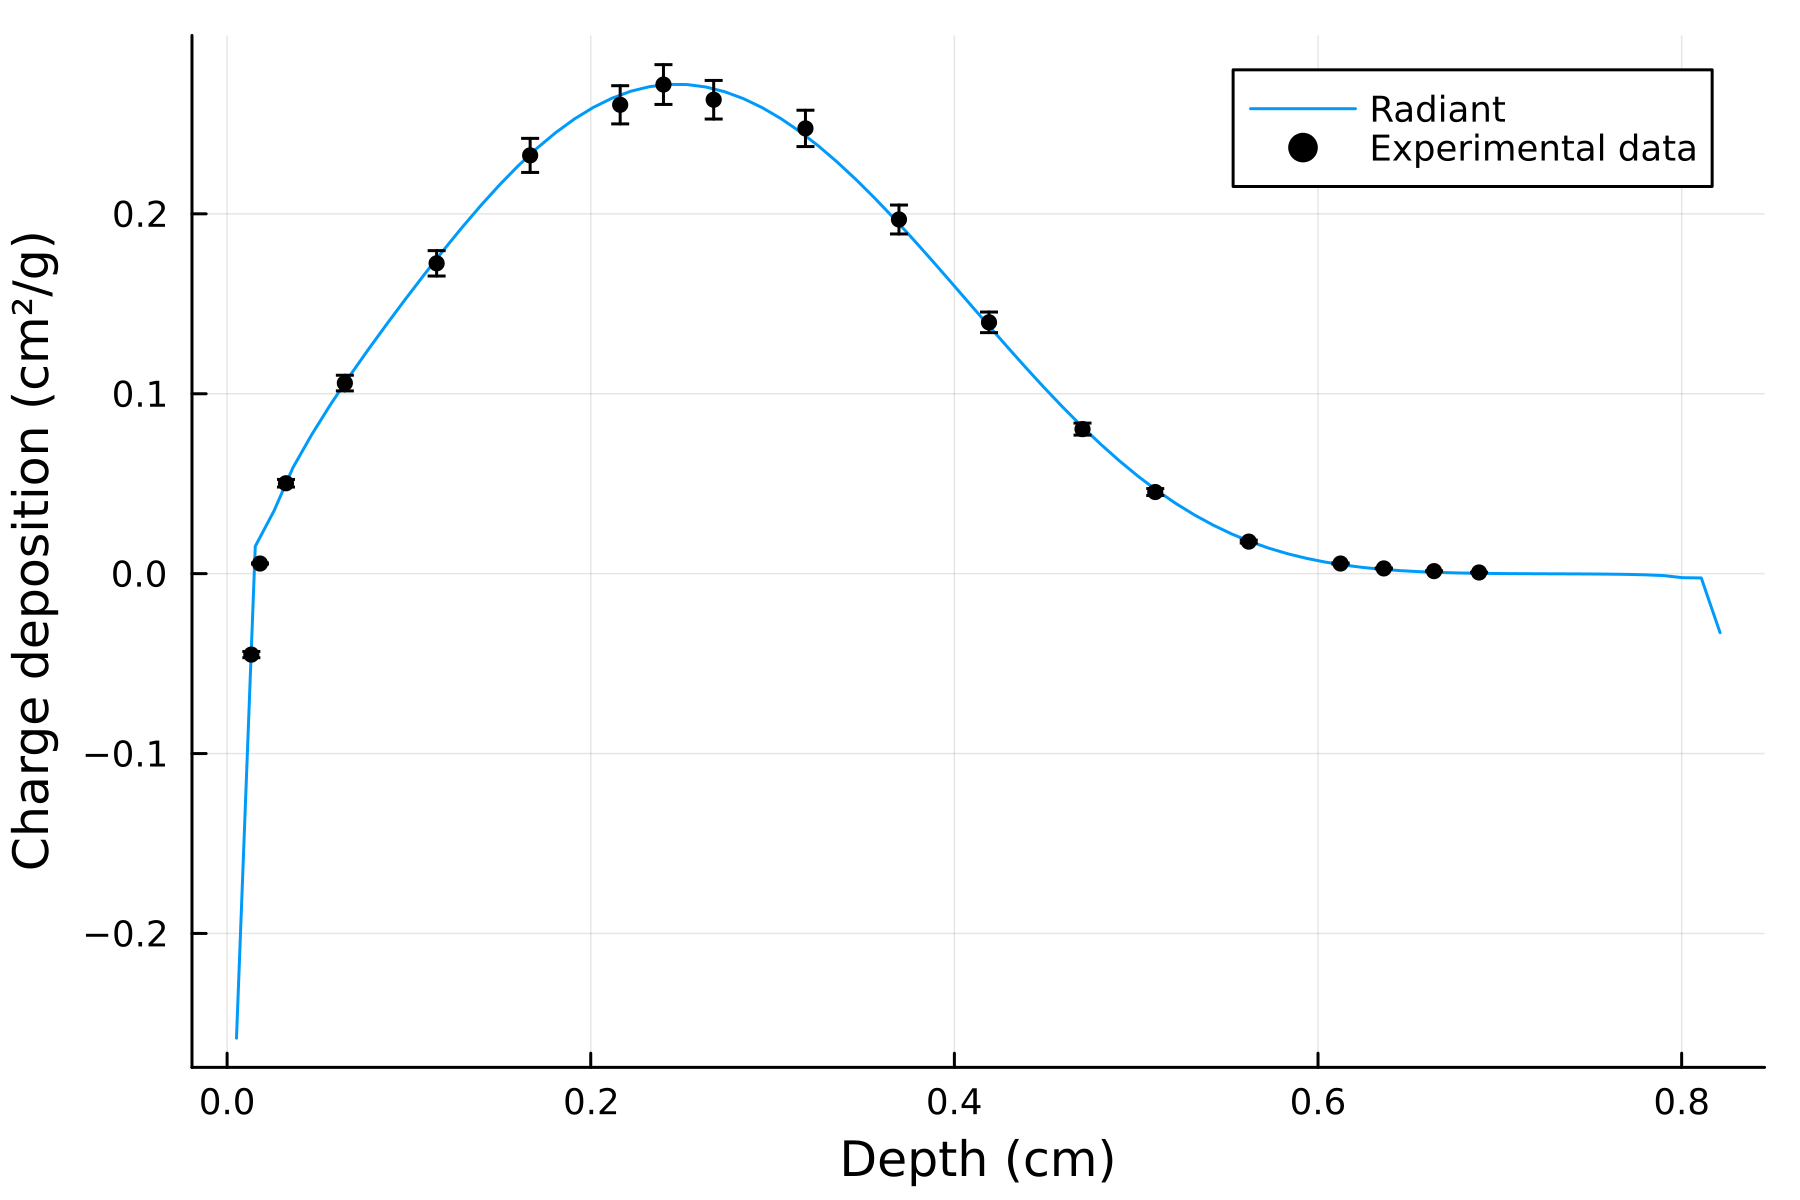 Radiant
Experimental data
Charge deposition (cm²/g)
0.2
0.1
0.0
−0.1
−0.2
0.0 0.2 0.4 0.6 0.8
Depth (cm)